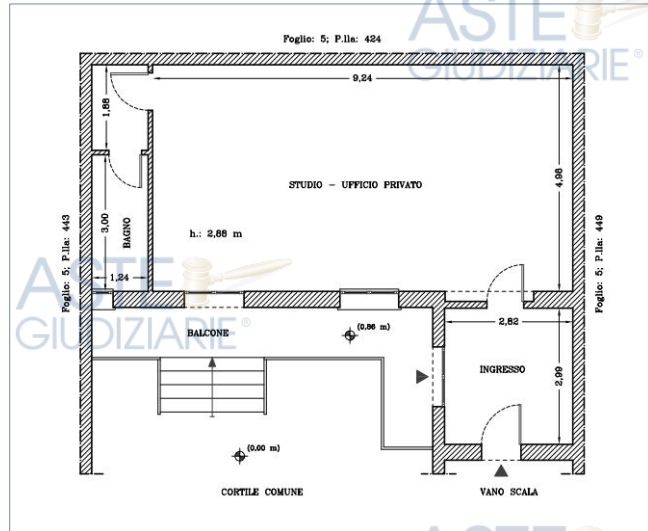 ASTE
GIUDIZIARIE®
Foglio: 5; P.lla: 424
9,24
1,88
4,98
STUDIO – UFFICIO PRIVATO
Foglio: 5; P.lla: 443
3,00
BAGNO
h.: 2,88 m
Foglio: 5; P.lla: 449
1,24
ASTE
GIUDIZIARIE®
BALCONE
(0,86 m)
2,82
INGRESSO
2,99
(0,00 m)
CORTILE COMUNE
VANO SCALA